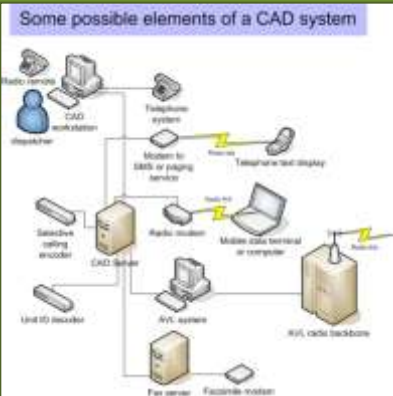 Some possible elements of a CAD system
Radio remote
CAD
workstation
dispatcher
Telephone
system
Modem to
SMS or paging
service
Telephone text display
Selective
calling
encoder
CAD Server
Radio modem
Radio link
Mobile data terminal
or computer
Unit ID decoder
AVL system
AVL radio backbone
Fax server
Facsimile modem